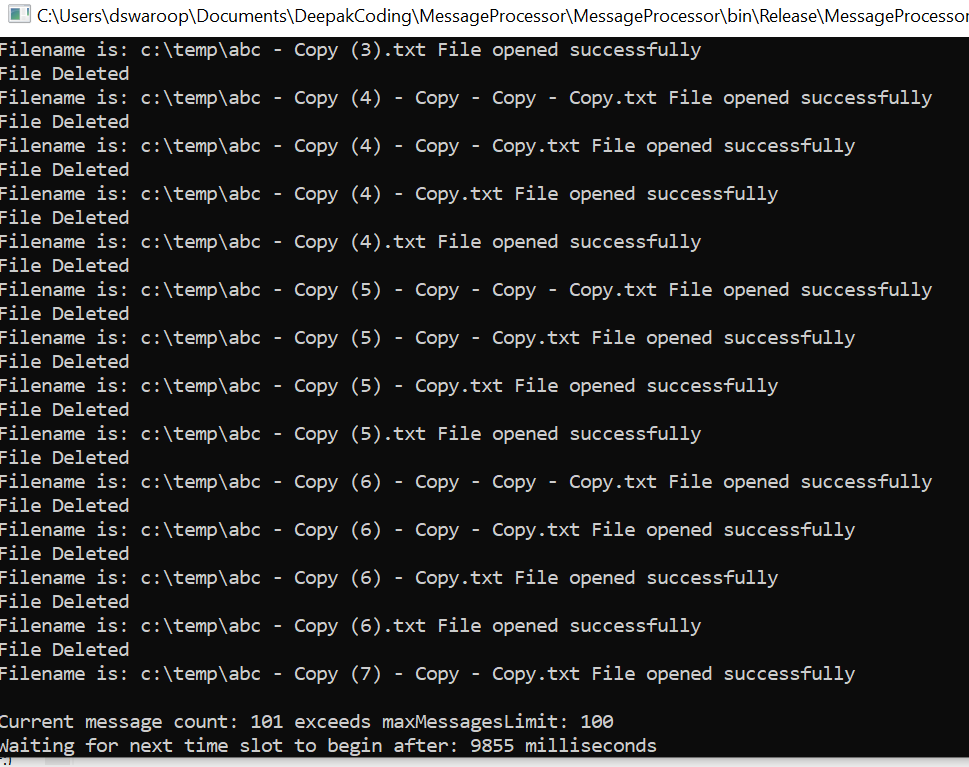 C:\Users\dswaroop\Documents\DeepakCoding\MessageProcessor\MessageProcessor\bin\Release\MessageProcessor
Filename is: c:\temp\abc - Copy (3).txt File opened successfully
File Deleted
Filename is: c:\temp\abc - Copy (4) - Copy - Copy - Copy.txt File opened successfully
File Deleted
Filename is: c:\temp\abc - Copy (4) - Copy - Copy.txt File opened successfully
File Deleted
Filename is: c:\temp\abc - Copy (4) - Copy.txt File opened successfully
File Deleted
Filename is: c:\temp\abc - Copy (4).txt File opened successfully
File Deleted
Filename is: c:\temp\abc - Copy (5) - Copy - Copy - Copy.txt File opened successfully
File Deleted
Filename is: c:\temp\abc - Copy (5) - Copy - Copy.txt File opened successfully
File Deleted
Filename is: c:\temp\abc - Copy (5) - Copy.txt File opened successfully
File Deleted
Filename is: c:\temp\abc - Copy (5).txt File opened successfully
File Deleted
Filename is: c:\temp\abc - Copy (6) - Copy - Copy - Copy.txt File opened successfully
File Deleted
Filename is: c:\temp\abc - Copy (6) - Copy - Copy.txt File opened successfully
File Deleted
Filename is: c:\temp\abc - Copy (6) - Copy.txt File opened successfully
File Deleted
Filename is: c:\temp\abc - Copy (6).txt File opened successfully
File Deleted
Filename is: c:\temp\abc - Copy (7) - Copy - Copy.txt File opened successfully
Current message count: 101 exceeds maxMessagesLimit: 100
Waiting for next time slot to begin after: 9855 milliseconds